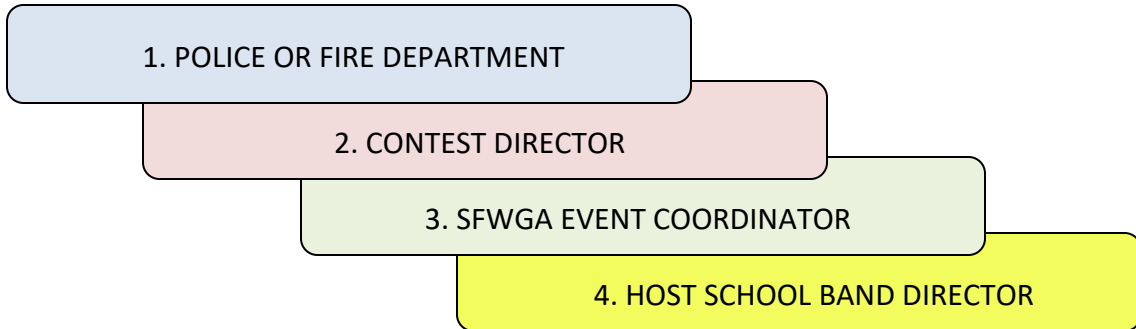 1. POLICE OR FIRE DEPARTMENT
2. CONTEST DIRECTOR
3. SFWGA EVENT COORDINATOR
4. HOST SCHOOL BAND DIRECTOR